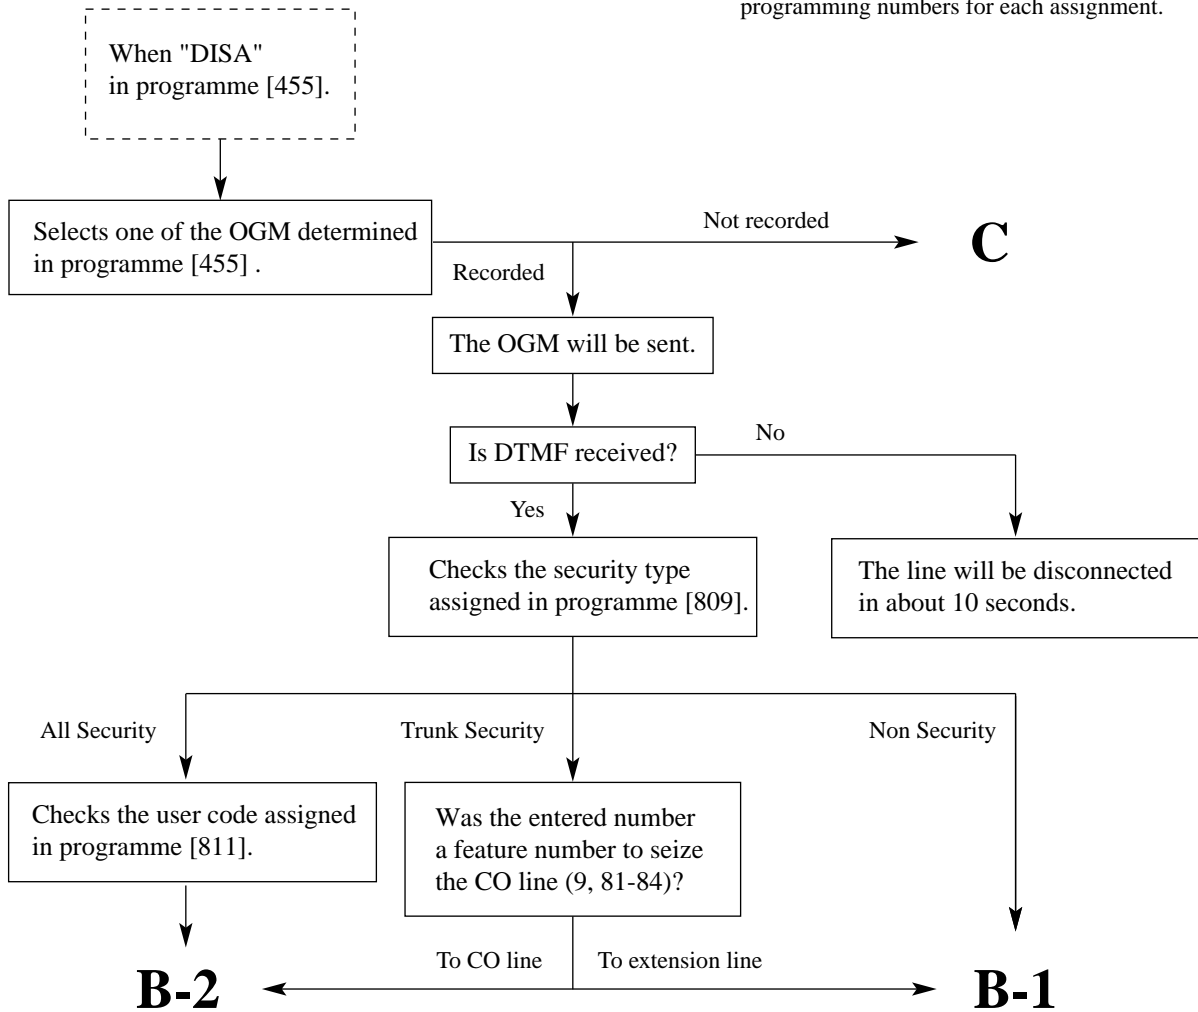 programming numbers for each assignment.
When "DISA"
in programme [455].
Selects one of the OGM determined
in programme [455] .
Not recorded
C
Recorded
The OGM will be sent.
Is DTMF received?
No
Yes
Checks the security type
assigned in programme [809].
The line will be disconnected
in about 10 seconds.
All Security
Trunk Security
Non Security
Checks the user code assigned
in programme [811].
Was the entered number
a feature number to seize
the CO line (9, 81-84)?
To CO line
To extension line
B-2
B-1